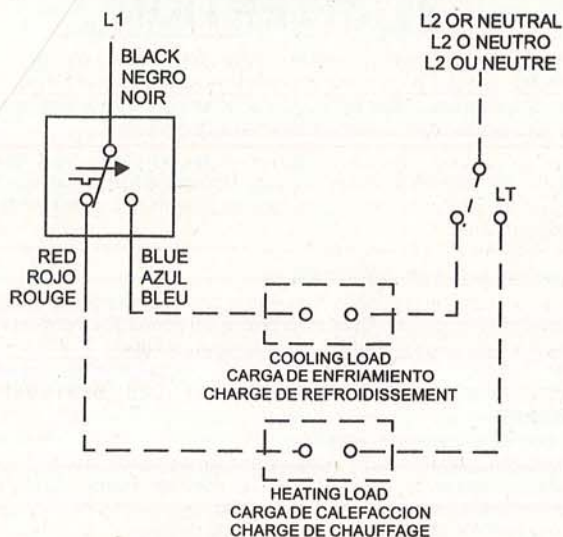 L1
BLACK
NEGRO
NOIR
L2 OR NEUTRAL
L2 O NEUTRO
L2 OU NEUTRE
LT
RED
ROJO
ROUGE
BLUE
AZUL
BLEU
COOLING LOAD
CARGA DE ENFRIAMIENTO
CHARGE DE REFROIDISSEMENT
HEATING LOAD
CARGA DE CALEFACCION
CHARGE DE CHAUFFAGE